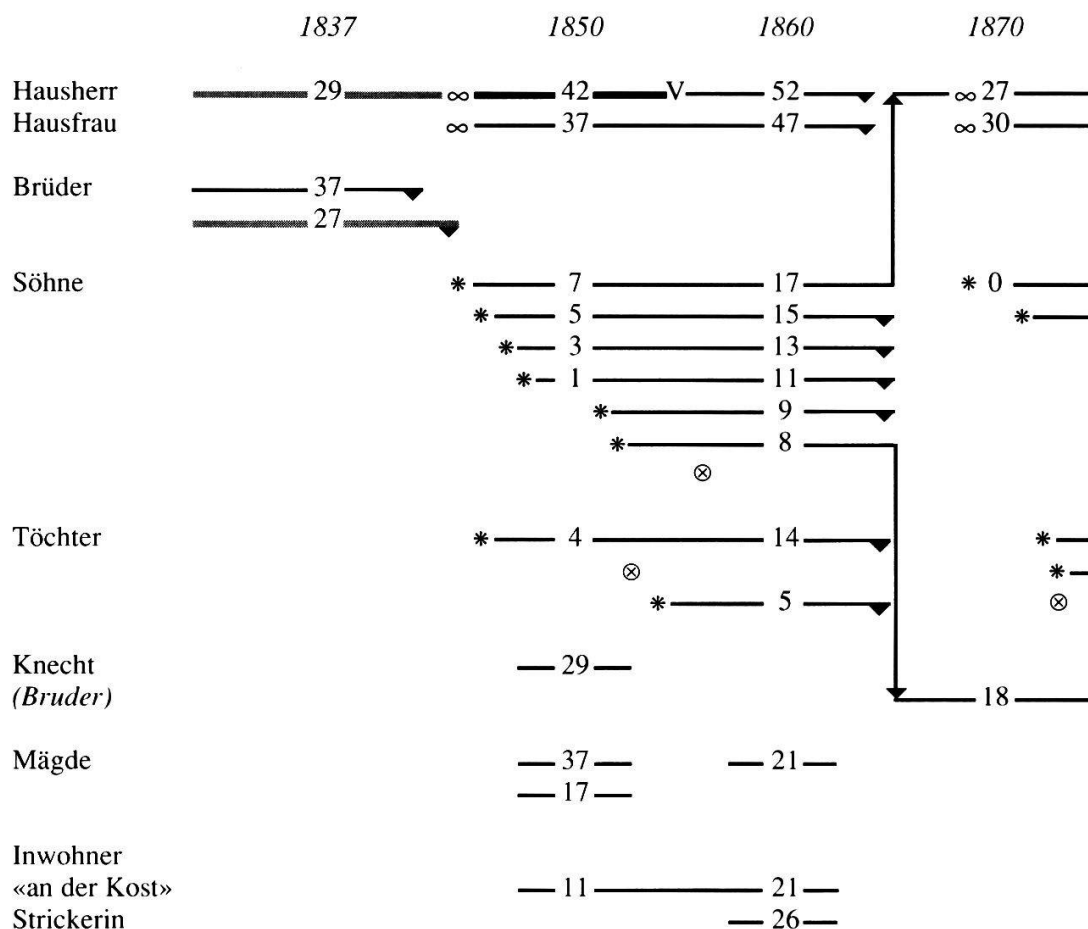 1837 1850 1860 1870
Hausherr 29 ∞ 42 V 52 ∞ 27
Hausfrau ∞ 37 47 ∞ 30
Brüder 37
27
Söhne * 7 17 * 0
* 5 15 *
* 3 13
* 1 11
* 9
* 8
⊗
Töchter * 4 14 *
⊗ *
* 5 ⊗
Knecht 29
(Bruder) 18
Mägde 37 21
17
Inwohner
«an der Kost» 11 21
Strickerin 26